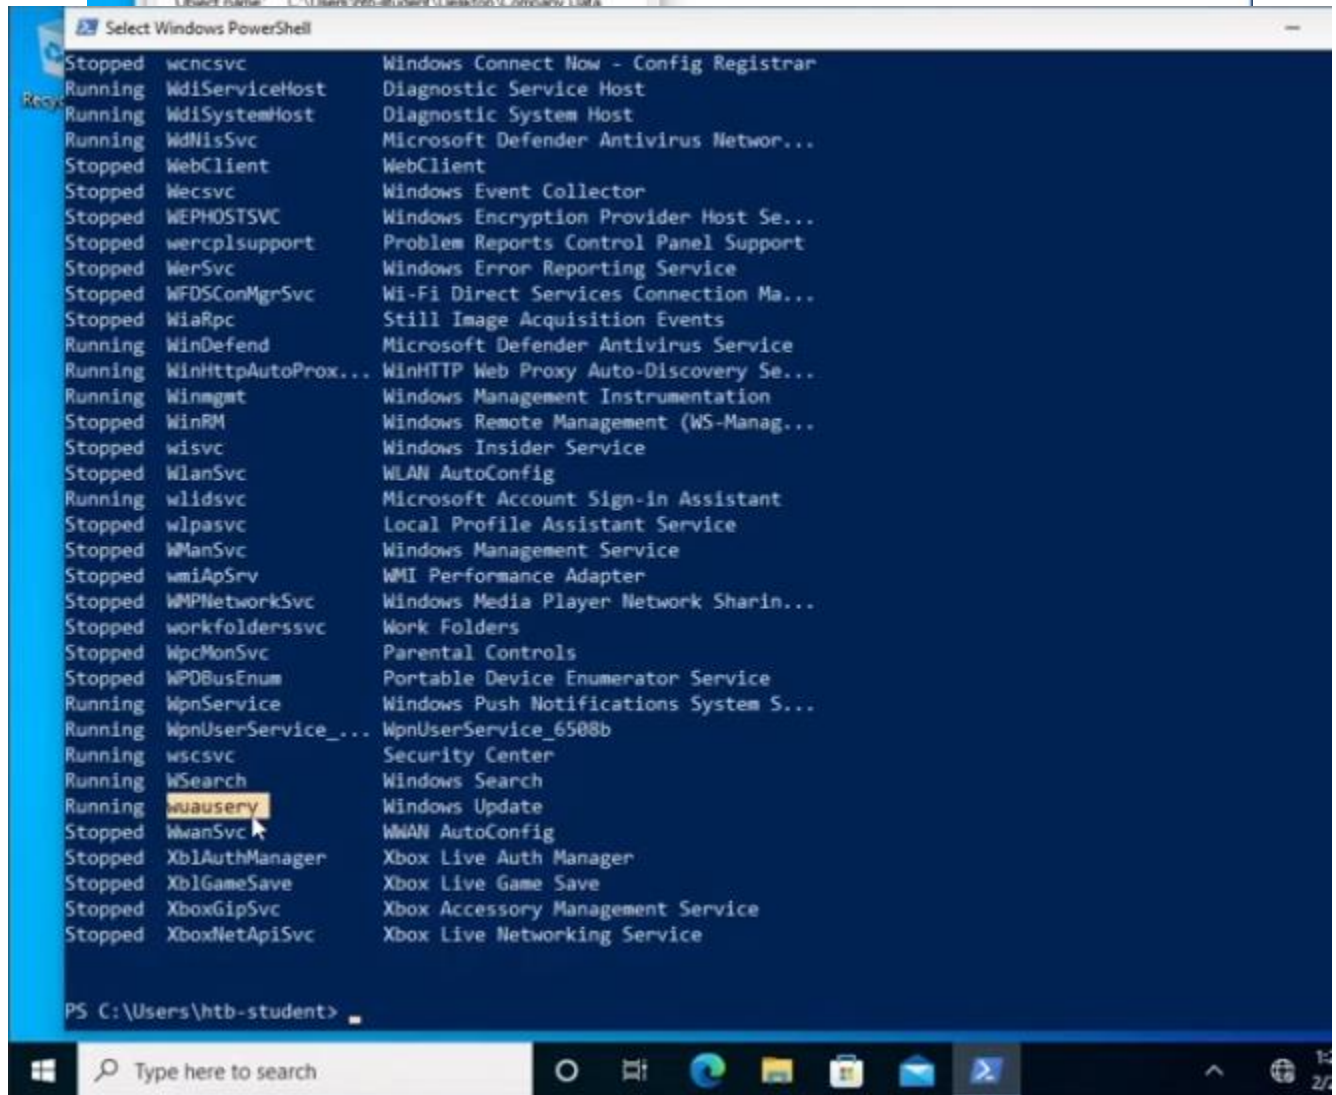 Object name: C:\Users\htb-student\Desktop\Company Data
Select Windows PowerShell
Stopped wcncsvc Windows Connect Now - Config Registrar
Running WdiServiceHost Diagnostic Service Host
Running WdiSystemHost Diagnostic System Host
Running WdNisSvc Microsoft Defender Antivirus Networ...
Stopped WebClient WebClient
Stopped Wecsvc Windows Event Collector
Stopped WEPHOSTSVC Windows Encryption Provider Host Se...
Stopped wercplsupport Problem Reports Control Panel Support
Stopped WerSvc Windows Error Reporting Service
Stopped WFDSConMgrSvc Wi-Fi Direct Services Connection Ma...
Stopped WiaRpc Still Image Acquisition Events
Running WinDefend Microsoft Defender Antivirus Service
Running WinHttpAutoProx... WinHTTP Web Proxy Auto-Discovery Se...
Running Winmgmt Windows Management Instrumentation
Stopped WinRM Windows Remote Management (WS-Manag...
Stopped wisvc Windows Insider Service
Stopped WlanSvc WLAN AutoConfig
Running wlidsvc Microsoft Account Sign-in Assistant
Stopped wlpasvc Local Profile Assistant Service
Stopped WManSvc Windows Management Service
Stopped wmiApSrv WMI Performance Adapter
Stopped WMPNetworkSvc Windows Media Player Network Sharin...
Stopped workfolderssvc Work Folders
Stopped WpcMonSvc Parental Controls
Stopped WPDBusEnum Portable Device Enumerator Service
Running WpnService Windows Push Notifications System S...
Running WpnUserService_... WpnUserService_6508b
Running wscsvc Security Center
Running WSearch Windows Search
Running wuauserv Windows Update
Stopped WwanSvc WWAN AutoConfig
Stopped XblAuthManager Xbox Live Auth Manager
Stopped XblGameSave Xbox Live Game Save
Stopped XboxGipSvc Xbox Accessory Management Service
Stopped XboxNetApiSvc Xbox Live Networking Service
PS C:\Users\htb-student>
Type here to search